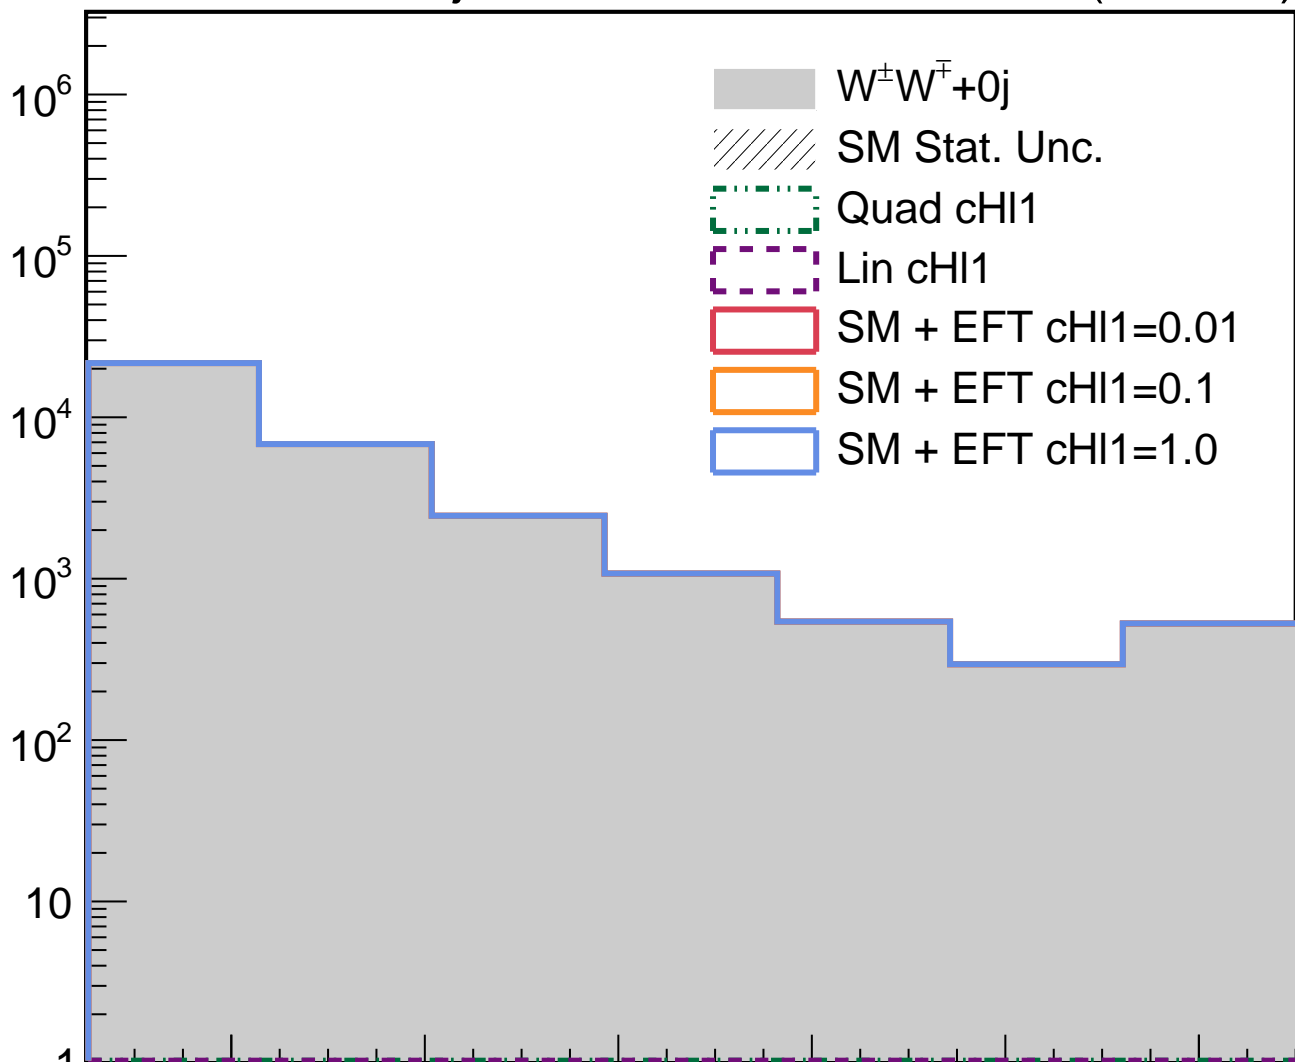 10^6
10^5
10^4
10^3
10^2
10
1
W^±W^∓+0j
SM Stat. Unc.
Quad cHl1
Lin cHl1
SM + EFT cHl1=0.01
SM + EFT cHl1=0.1
SM + EFT cHl1=1.0